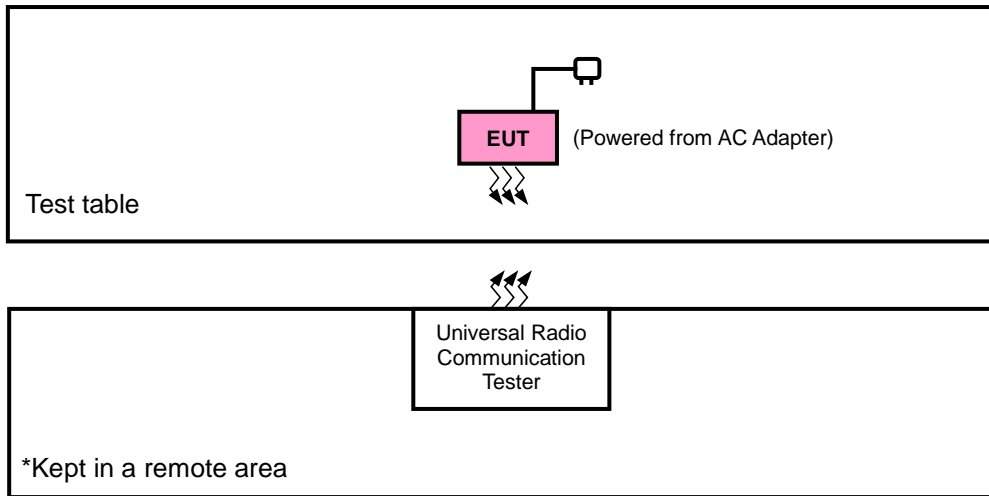 EUT
(Powered from AC Adapter)
Test table
Universal Radio
Communication
Tester
*Kept in a remote area